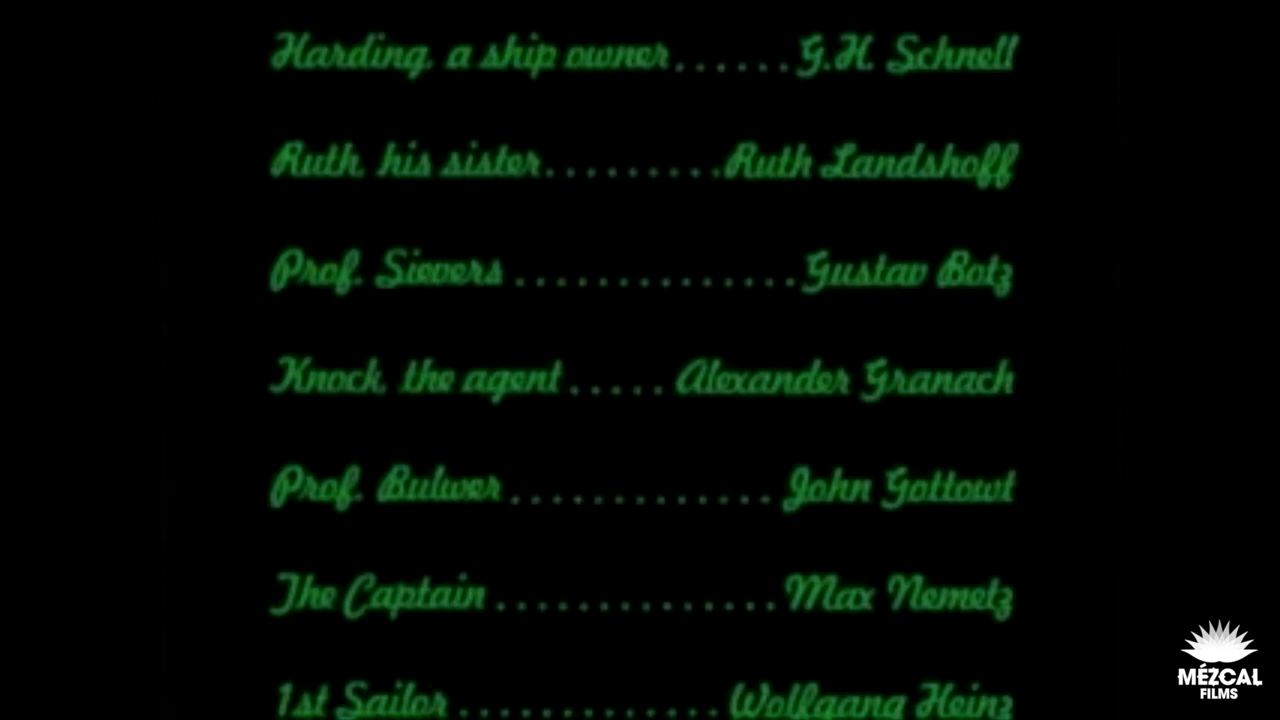 Harding, a ship owner......G.H. Schnell
Ruth, his sister.........Ruth Landshoff
Prof. Sievers ..............Gustav Botz
Knock, the agent ..... Alexander Granach
Prof. Bulwer ............. John Gottowt
The Captain .............. Max Nemetz
1st Sailor ............. Wolfgang Heinz
MÉZCAL
FILMS